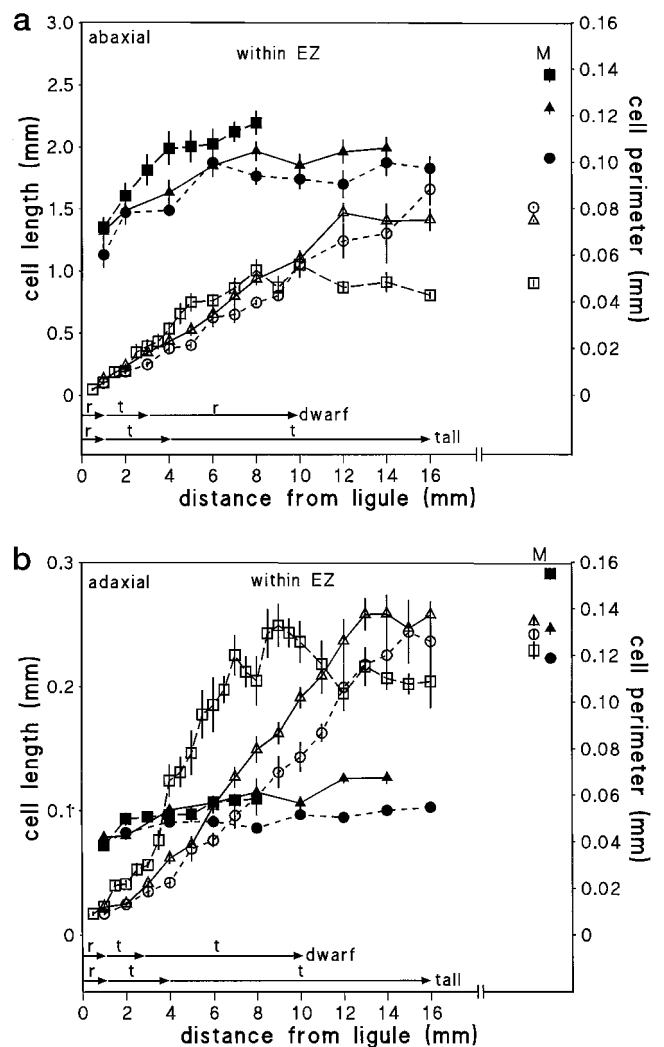 a
abaxial
within EZ
M
3.0
2.5
2.0
1.5
1.0
0.5
0
cell length (mm)
0.16
0.14
0.12
0.10
0.08
0.06
0.04
0.02
0
cell perimeter (mm)
r t r dwarf
r t t tall
0 2 4 6 8 10 12 14 16
distance from ligule (mm)
b
adaxial
within EZ
M
0.3
0.2
0.1
0
cell length (mm)
0.16
0.14
0.12
0.10
0.08
0.06
0.04
0.02
0
cell perimeter (mm)
r t t dwarf
r t t tall
0 2 4 6 8 10 12 14 16
distance from ligule (mm)